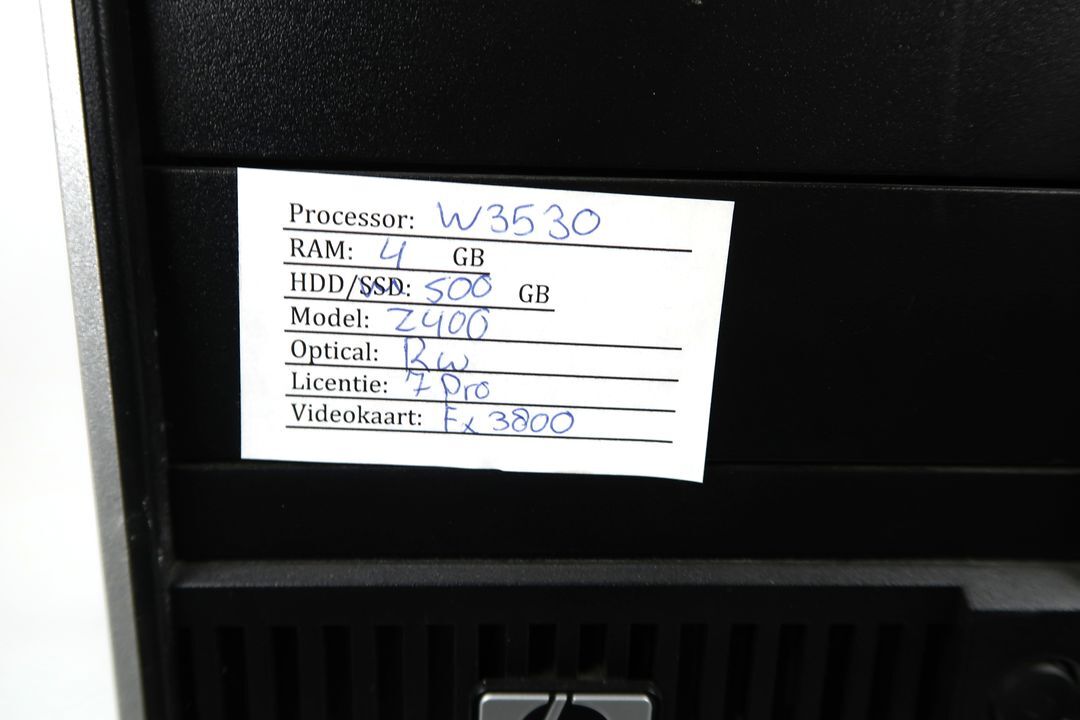 Processor: W3530
RAM: 4 GB
HDD/SSD: 500 GB
Model: Z400
Optical: RW
Licentie: 7 Pro
Videokaart: Fx 3800
hp